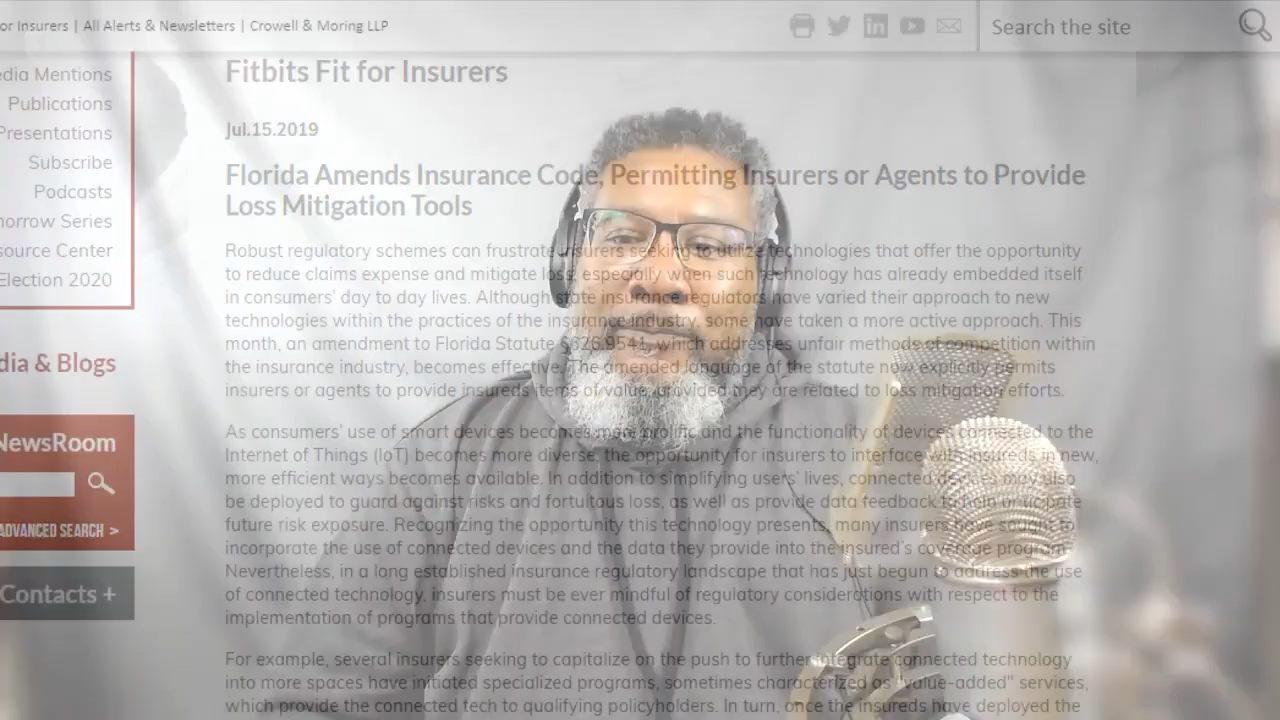 or Insurers | All Alerts & Newsletters | Crowell & Moring LLP
Search the site
edia Mentions
Publications
Presentations
Subscribe
Podcasts
morrow Series
source Center
Election 2020
dia & Blogs
NewsRoom
ADVANCED SEARCH >
Contacts +
Fitbits Fit for Insurers
Jul.15.2019
Florida Amends Insurance Code, Permitting Insurers or Agents to Provide
Loss Mitigation Tools
Robust regulatory schemes can frustrate insurers seeking to utilize technologies that offer the opportunity
to reduce claims expense and mitigate loss, especially when such technology has already embedded itself
in consumers' day to day lives. Although state insurance regulators have varied their approach to new
technologies within the practices of the insurance industry, some have taken a more active approach. This
month, an amendment to Florida Statute §626.9541, which addresses unfair methods competition within
the insurance industry, becomes effective. The amended language of the statute now explicitly permits
insurers or agents to provide insureds items of value, provided they are related to loss mitigation efforts.
As consumers' use of smart devices becomes more prolific and the functionality of devices connected to the
Internet of Things (IoT) becomes more diverse, the opportunity for insurers to interface with insureds in new,
more efficient ways becomes available. In addition to simplifying users' lives, connected devices may also
be deployed to guard against risks and fortuitous loss, as well as provide data feedback to help anticipate
future risk exposure. Recognizing the opportunity this technology presents, many insurers have sought to
incorporate the use of connected devices and the data they provide into the insured's coverage program.
Nevertheless, in a long established insurance regulatory landscape that has just begun to address the use
of connected technology, insurers must be ever mindful of regulatory considerations with respect to the
implementation of programs that provide connected devices.
For example, several insurers seeking to capitalize on the push to further integrate connected technology
into more spaces have initiated specialized programs, sometimes characterized as "value-added" services,
which provide the connected tech to qualifying policyholders. In turn, once the insureds have deployed the